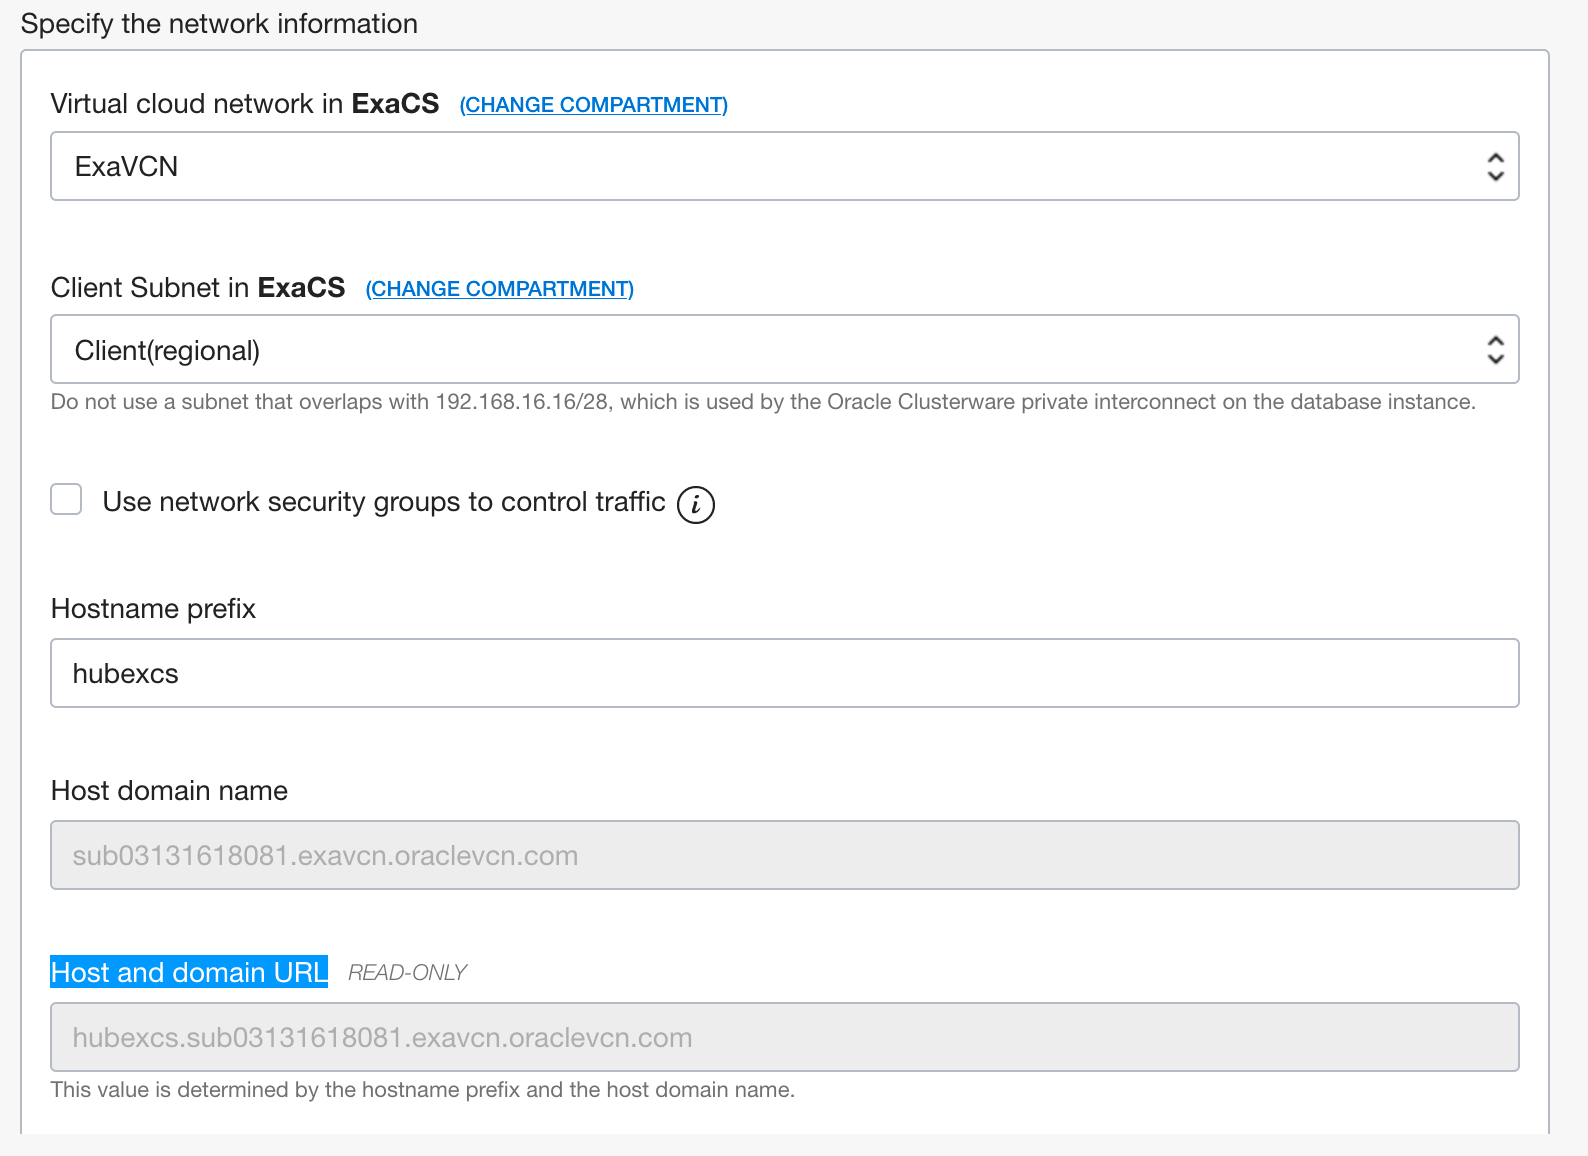 Specify the network information
Virtual cloud network in ExaCS (CHANGE COMPARTMENT)
ExaVCN
Client Subnet in ExaCS (CHANGE COMPARTMENT)
Client(regional)
Do not use a subnet that overlaps with 192.168.16.16/28, which is used by the Oracle Clusterware private interconnect on the database instance.
Use network security groups to control traffic i
Hostname prefix
hubexcs
Host domain name
sub03131618081.exavcn.oraclevcn.com
Host and domain URL READ-ONLY
hubexcs.sub03131618081.exavcn.oraclevcn.com
This value is determined by the hostname prefix and the host domain name.